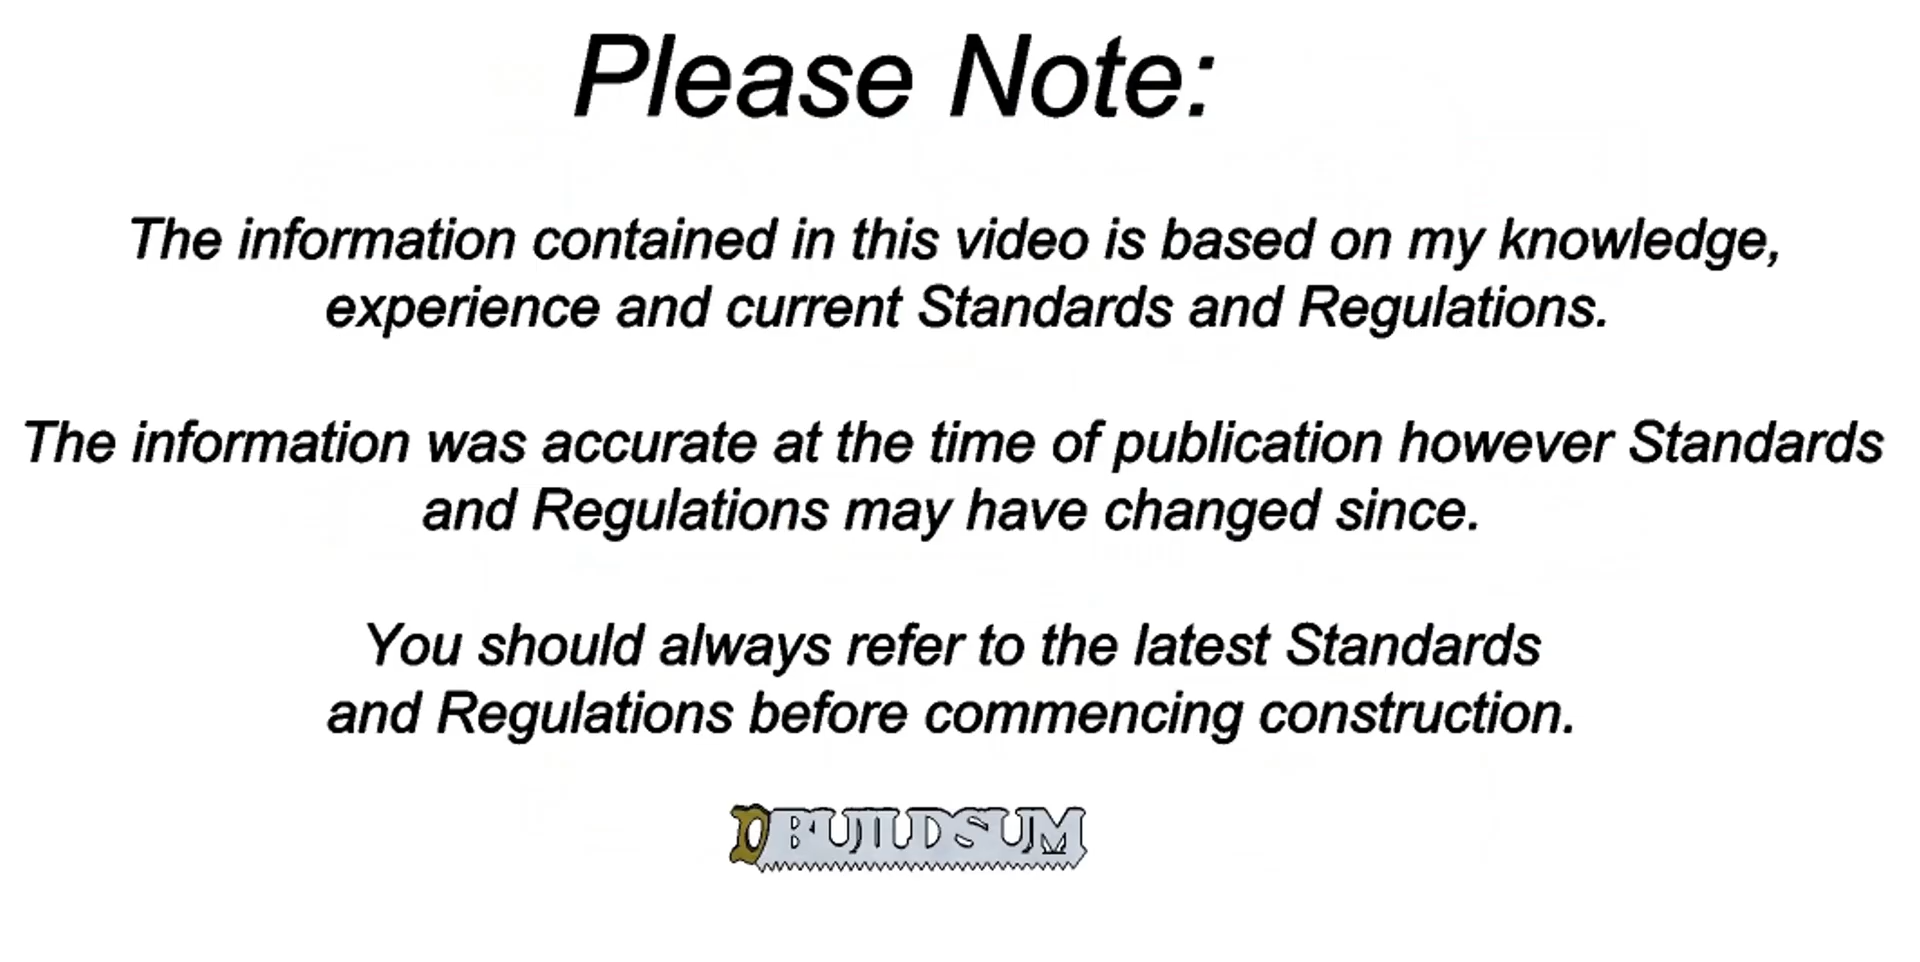 Please Note:
The information contained in this video is based on my knowledge,
experience and current Standards and Regulations.
The information was accurate at the time of publication however Standards
and Regulations may have changed since.
You should always refer to the latest Standards
and Regulations before commencing construction.
BUILDSUM